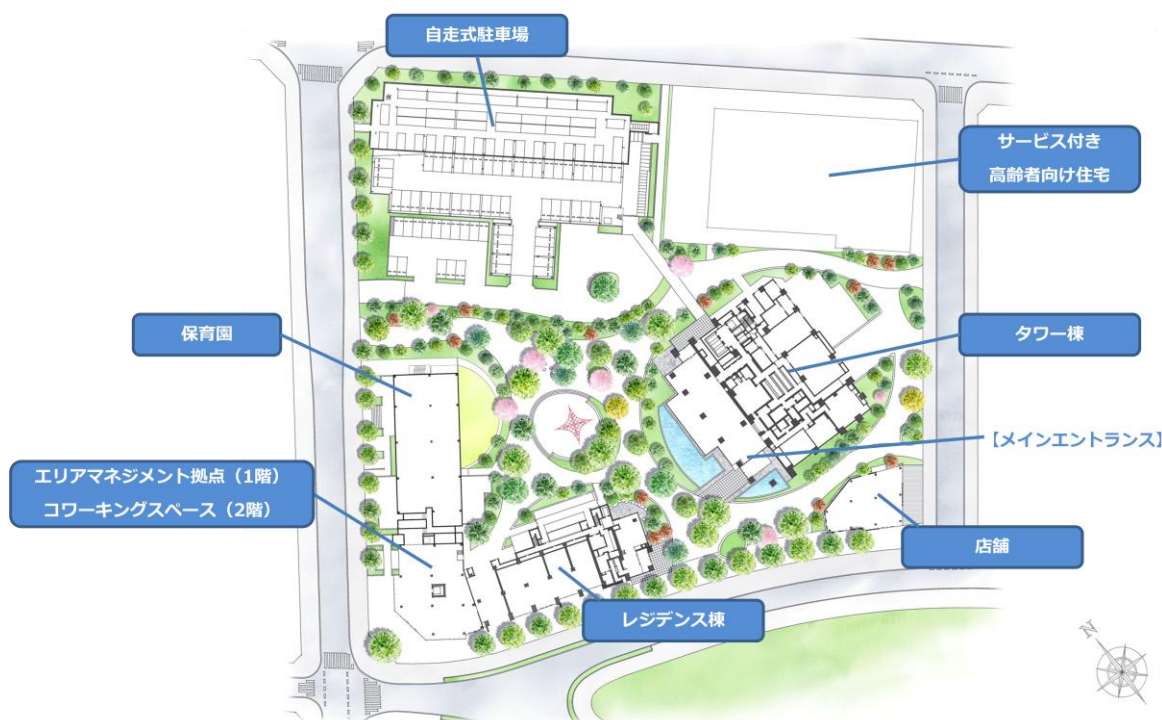 自走式駐車場
サービス付き
高齢者向け住宅
保育園
タワー棟
【メインエントランス】
エリアマネジメント拠点（1階）
コワーキングスペース（2階）
店舗
レジデンス棟
N